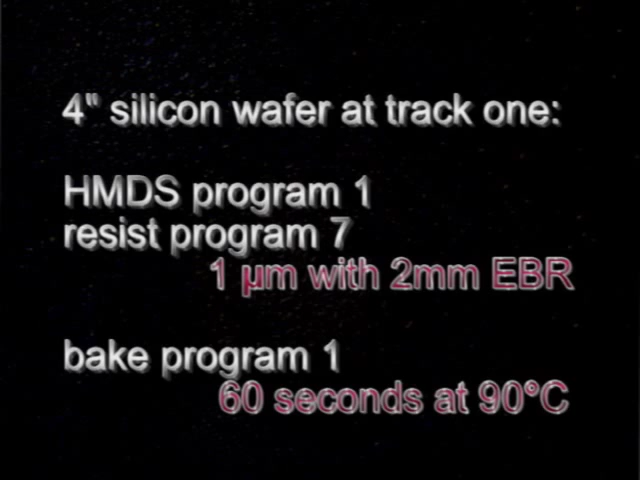 4" silicon wafer at track one:
HMDS program 1
resist program 7
1 µm with 2mm EBR
bake program 1
60 seconds at 90°C